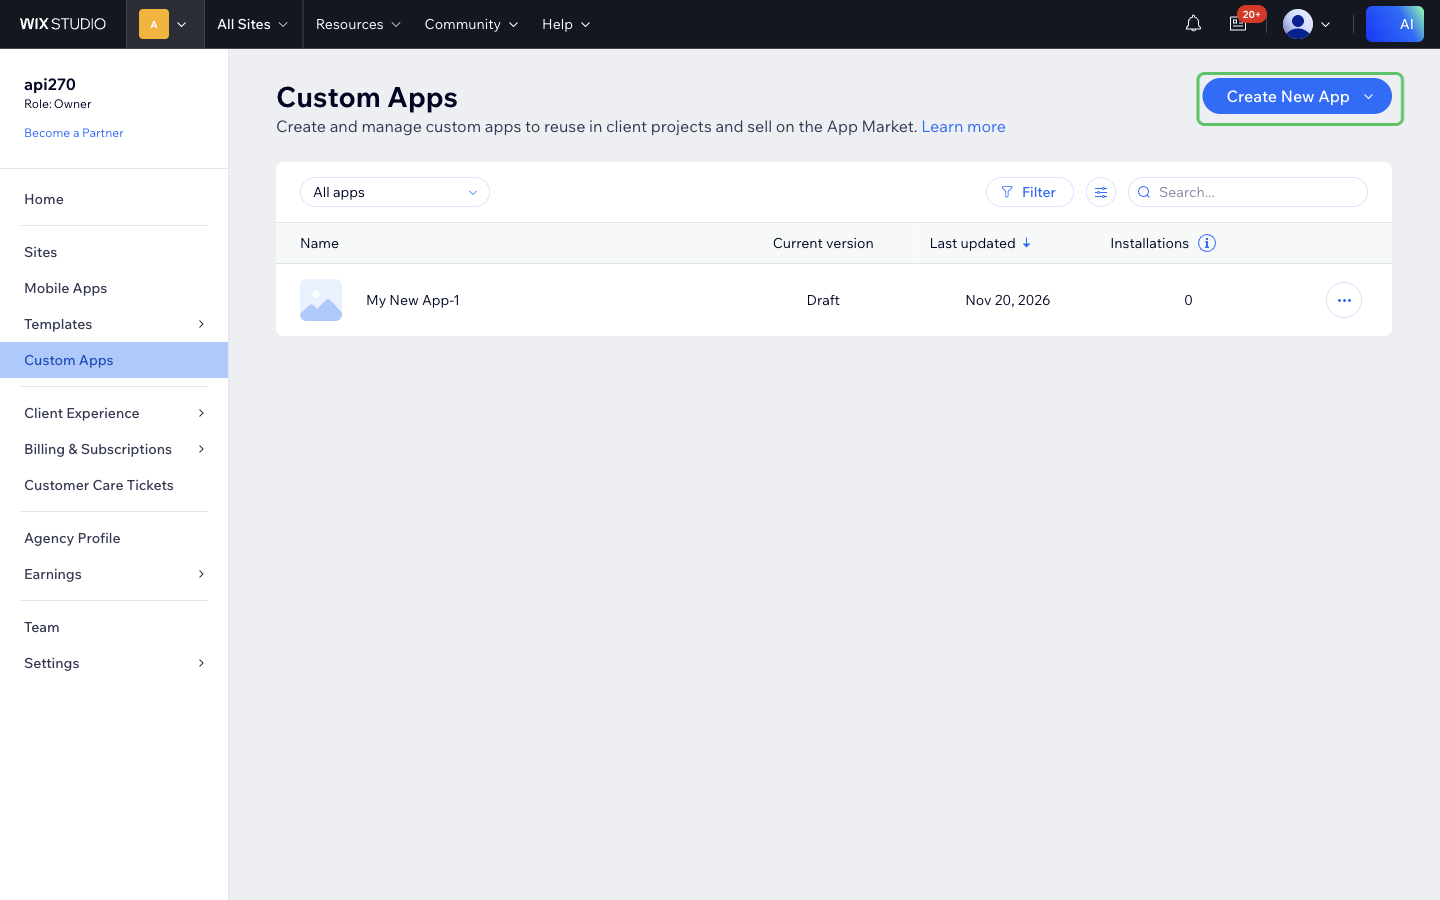 WIX STUDIO
A
All Sites
Resources
Community
Help
20+
AI
api270
Role: Owner
Become a Partner
Home
Sites
Mobile Apps
Templates
Custom Apps
Client Experience
Billing & Subscriptions
Customer Care Tickets
Agency Profile
Earnings
Team
Settings
Custom Apps
Create and manage custom apps to reuse in client projects and sell on the App Market. Learn more
Create New App
All apps
Filter
Search...
Name Current version Last updated Installations
My New App-1 Draft Nov 20, 2026 0